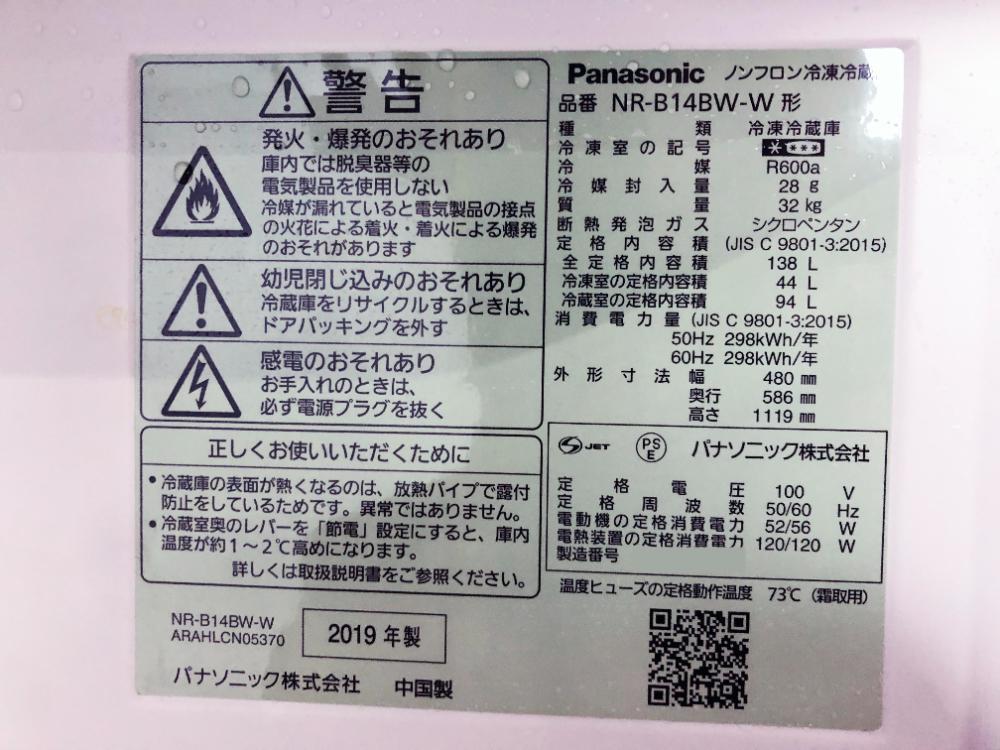 警告
発火・爆発のおそれあり
庫内では脱臭器等の
電気製品を使用しない
冷媒が漏れていると電気製品の接点
の火花による着火・着火による爆発
のおそれがあります
幼児閉じ込みのおそれあり
冷蔵庫をリサイクルするときは、
ドアパッキングを外す
感電のおそれあり
お手入れのときは、
必ず電源プラグを抜く
正しくお使いいただくために
•冷蔵庫の表面が熱くなるのは、放熱パイプで露付
防止をしているためです。異常ではありません。
•冷蔵室奥のレバーを「節電」設定にすると、庫内
温度が約1～2℃高めになります。
詳しくは取扱説明書をご参照ください。
NR-B14BW-W
ARAHLCN05370
2019 年製
パナソニック株式会社 中国製
Panasonic ノンフロン冷凍冷蔵
品番 NR-B14BW-W 形
種類 冷凍冷蔵庫
冷凍室の記号
冷媒 R600a
冷媒封入量 28 g
質量 32 kg
断熱発泡ガス シクロペンタン
定格内容積 (JIS C 9801-3:2015)
全定格内容積 138 L
冷凍室の定格内容積 44 L
冷蔵室の定格内容積 94 L
消費電力量 (JIS C 9801-3:2015)
50Hz 298kWh/年
60Hz 298kWh/年
外形寸法 幅 480 mm
奥行 586 mm
高さ 1119 mm
JET PSE パナソニック株式会社
定格電圧 100 V
定格周波数 50/60 Hz
電動機の定格消費電力 52/56 W
電熱装置の定格消費電力 120/120 W
製造番号
温度ヒューズの定格動作温度 73℃ (霜取用)